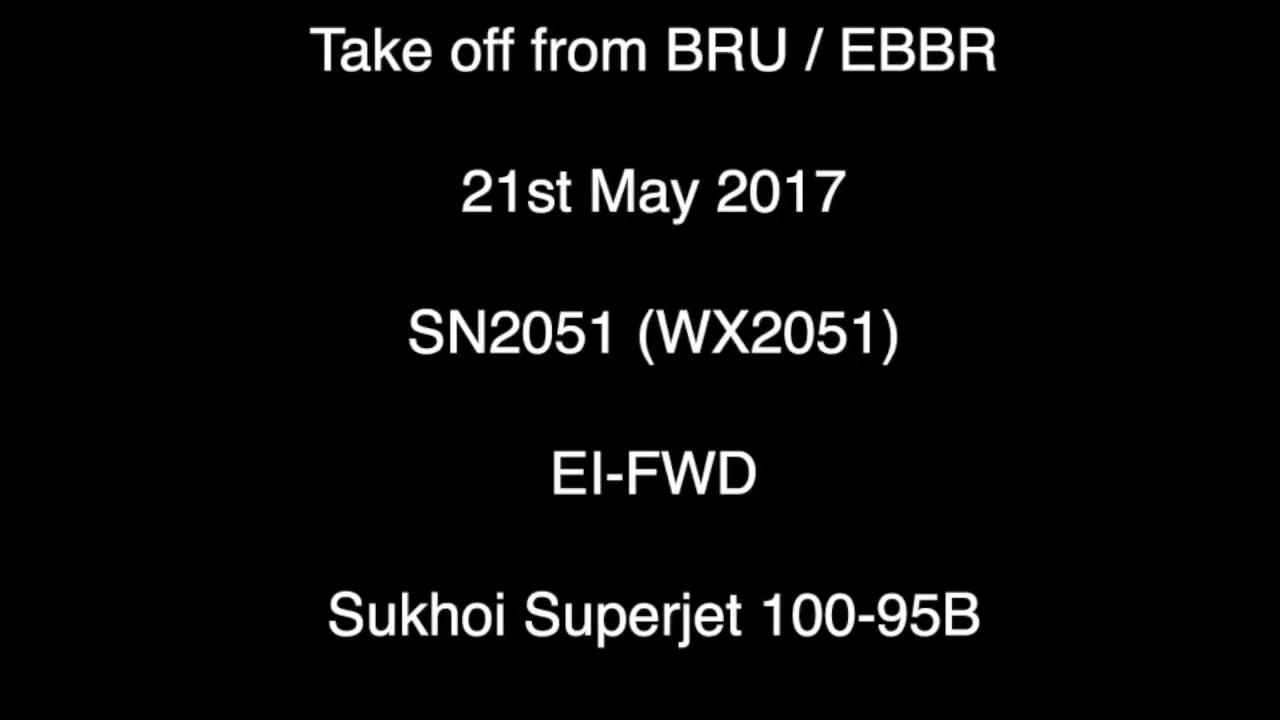 Take off from BRU / EBBR
21st May 2017
SN2051 (WX2051)
EI-FWD
Sukhoi Superjet 100-95B